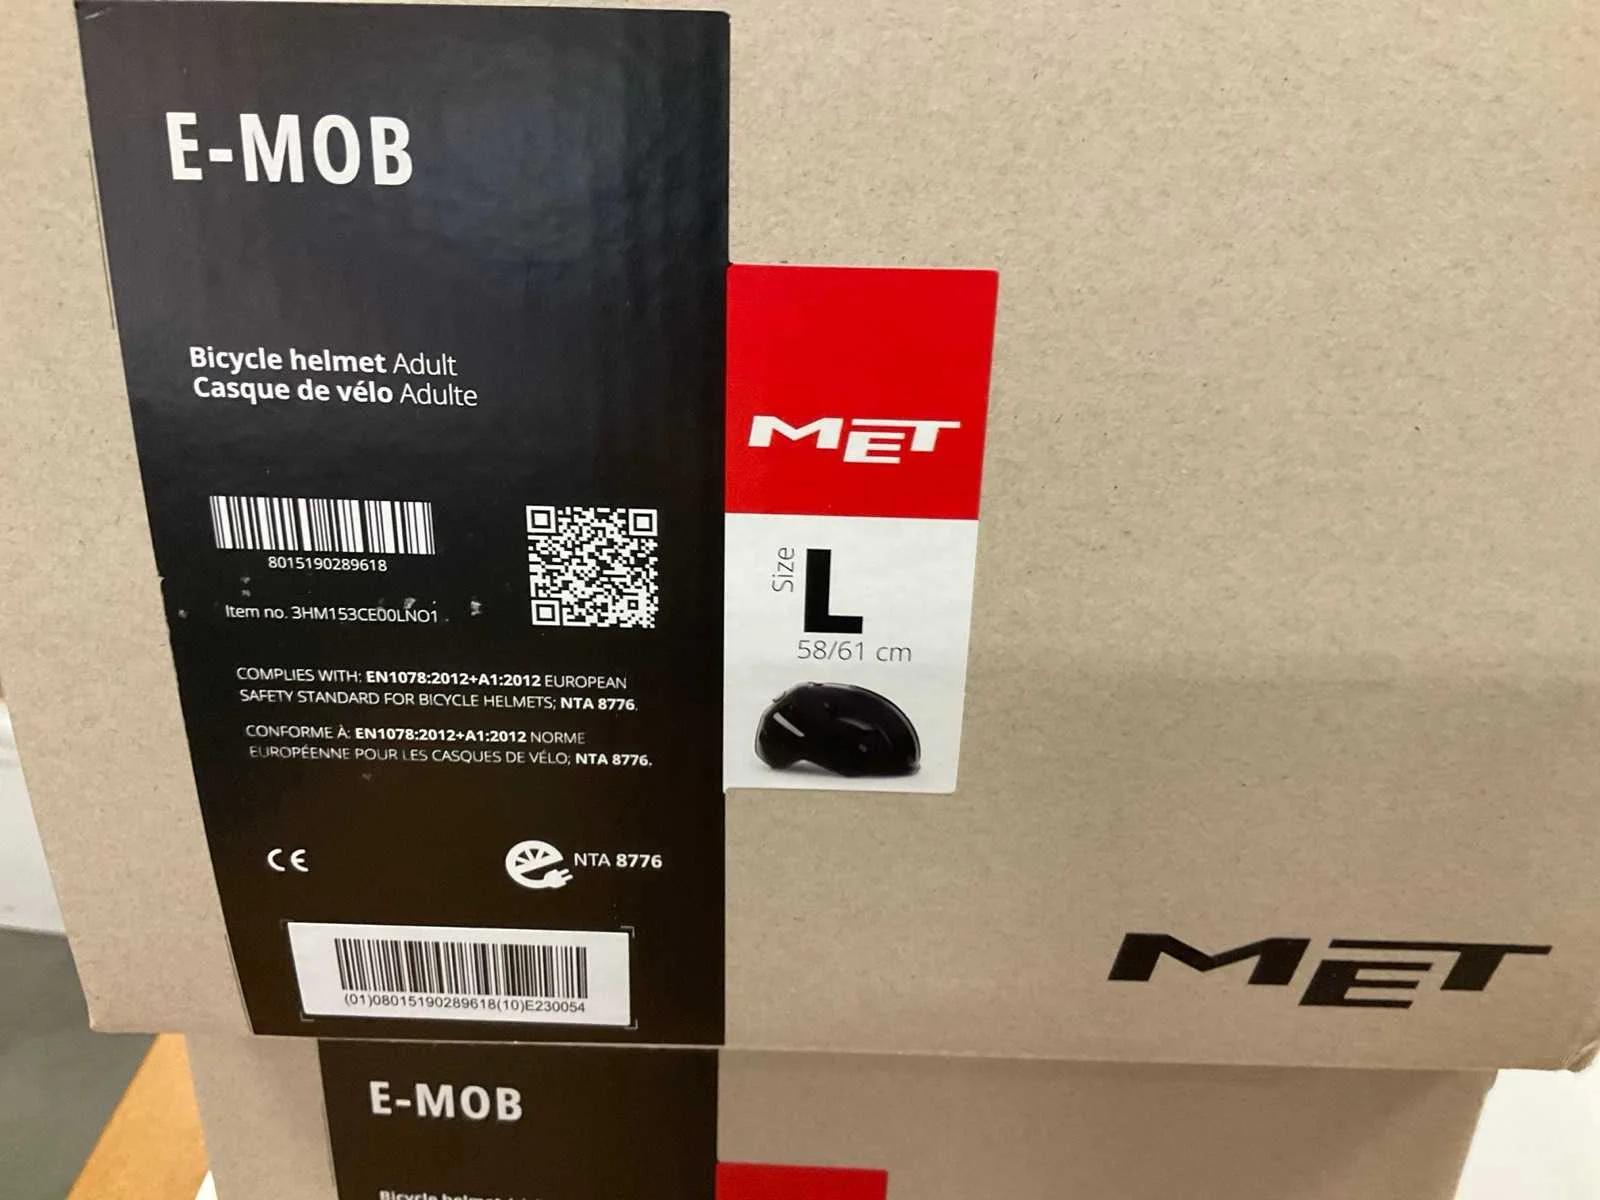 E-MOB
Bicycle helmet Adult
Casque de vélo Adulte
8015190289618
Item no. 3HM153CE00LNO1
COMPLIES WITH: EN1078:2012+A1:2012 EUROPEAN
SAFETY STANDARD FOR BICYCLE HELMETS; NTA 8776.
CONFORME À: EN1078:2012+A1:2012 NORME
EUROPÉENNE POUR LES CASQUES DE VÉLO; NTA 8776.
CE
NTA 8776
(01)08015190289618(10)E230054
MET
Size
L
58/61 cm
MET
E-MOB
Bicycle